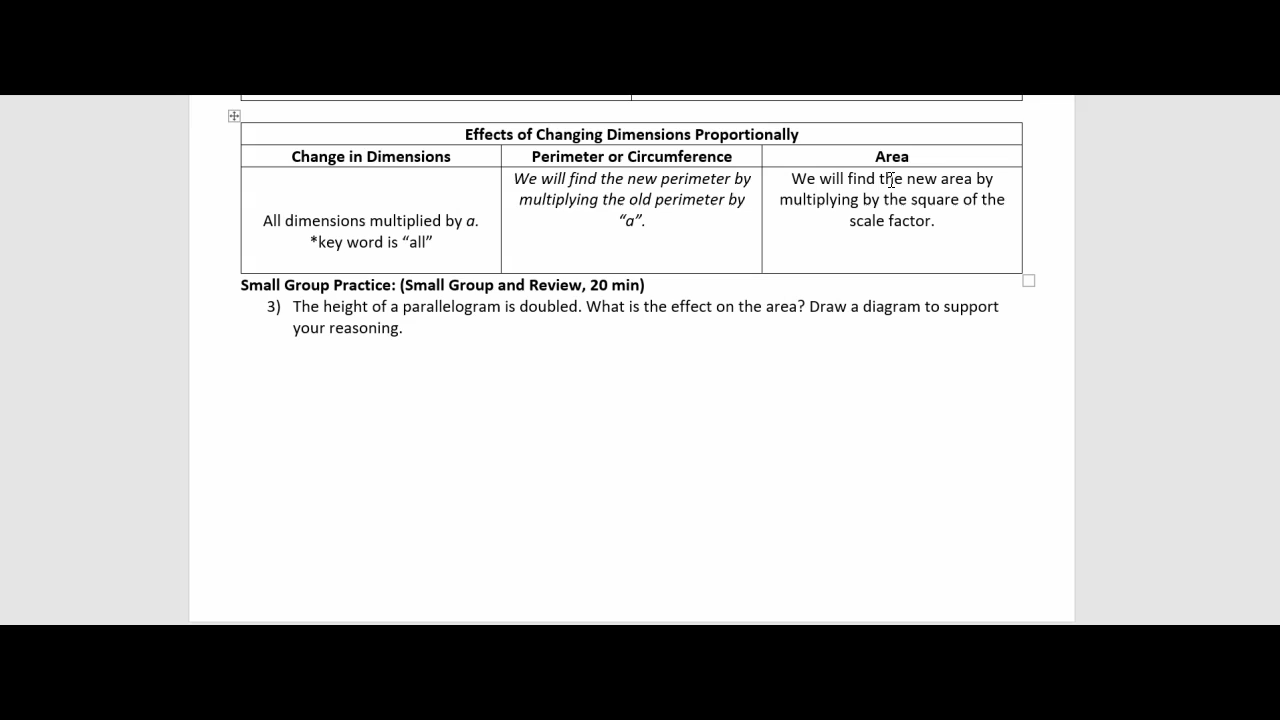 Effects of Changing Dimensions Proportionally
Change in Dimensions
Perimeter or Circumference
Area
All dimensions multiplied by a.
*key word is “all”
We will find the new perimeter by
multiplying the old perimeter by
“a”.
We will find the new area by
multiplying by the square of the
scale factor.
Small Group Practice: (Small Group and Review, 20 min)
3) The height of a parallelogram is doubled. What is the effect on the area? Draw a diagram to support
your reasoning.